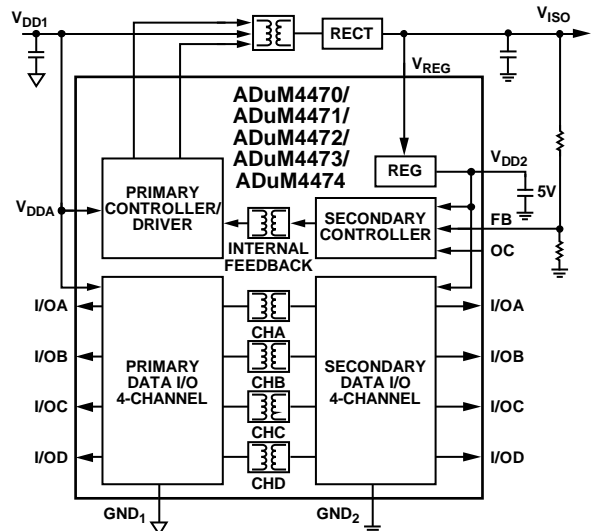 VDD1
VISO
RECT
VREG
ADuM4470/
ADuM4471/
ADuM4472/
ADuM4473/
ADuM4474
REG
VDD2
5V
VDDA
PRIMARY
CONTROLLER/
DRIVER
INTERNAL
FEEDBACK
SECONDARY
CONTROLLER
FB
OC
I/OA
I/OB
I/OC
I/OD
PRIMARY
DATA I/O
4-CHANNEL
CHA
CHB
CHC
CHD
SECONDARY
DATA I/O
4-CHANNEL
I/OA
I/OB
I/OC
I/OD
GND1
GND2